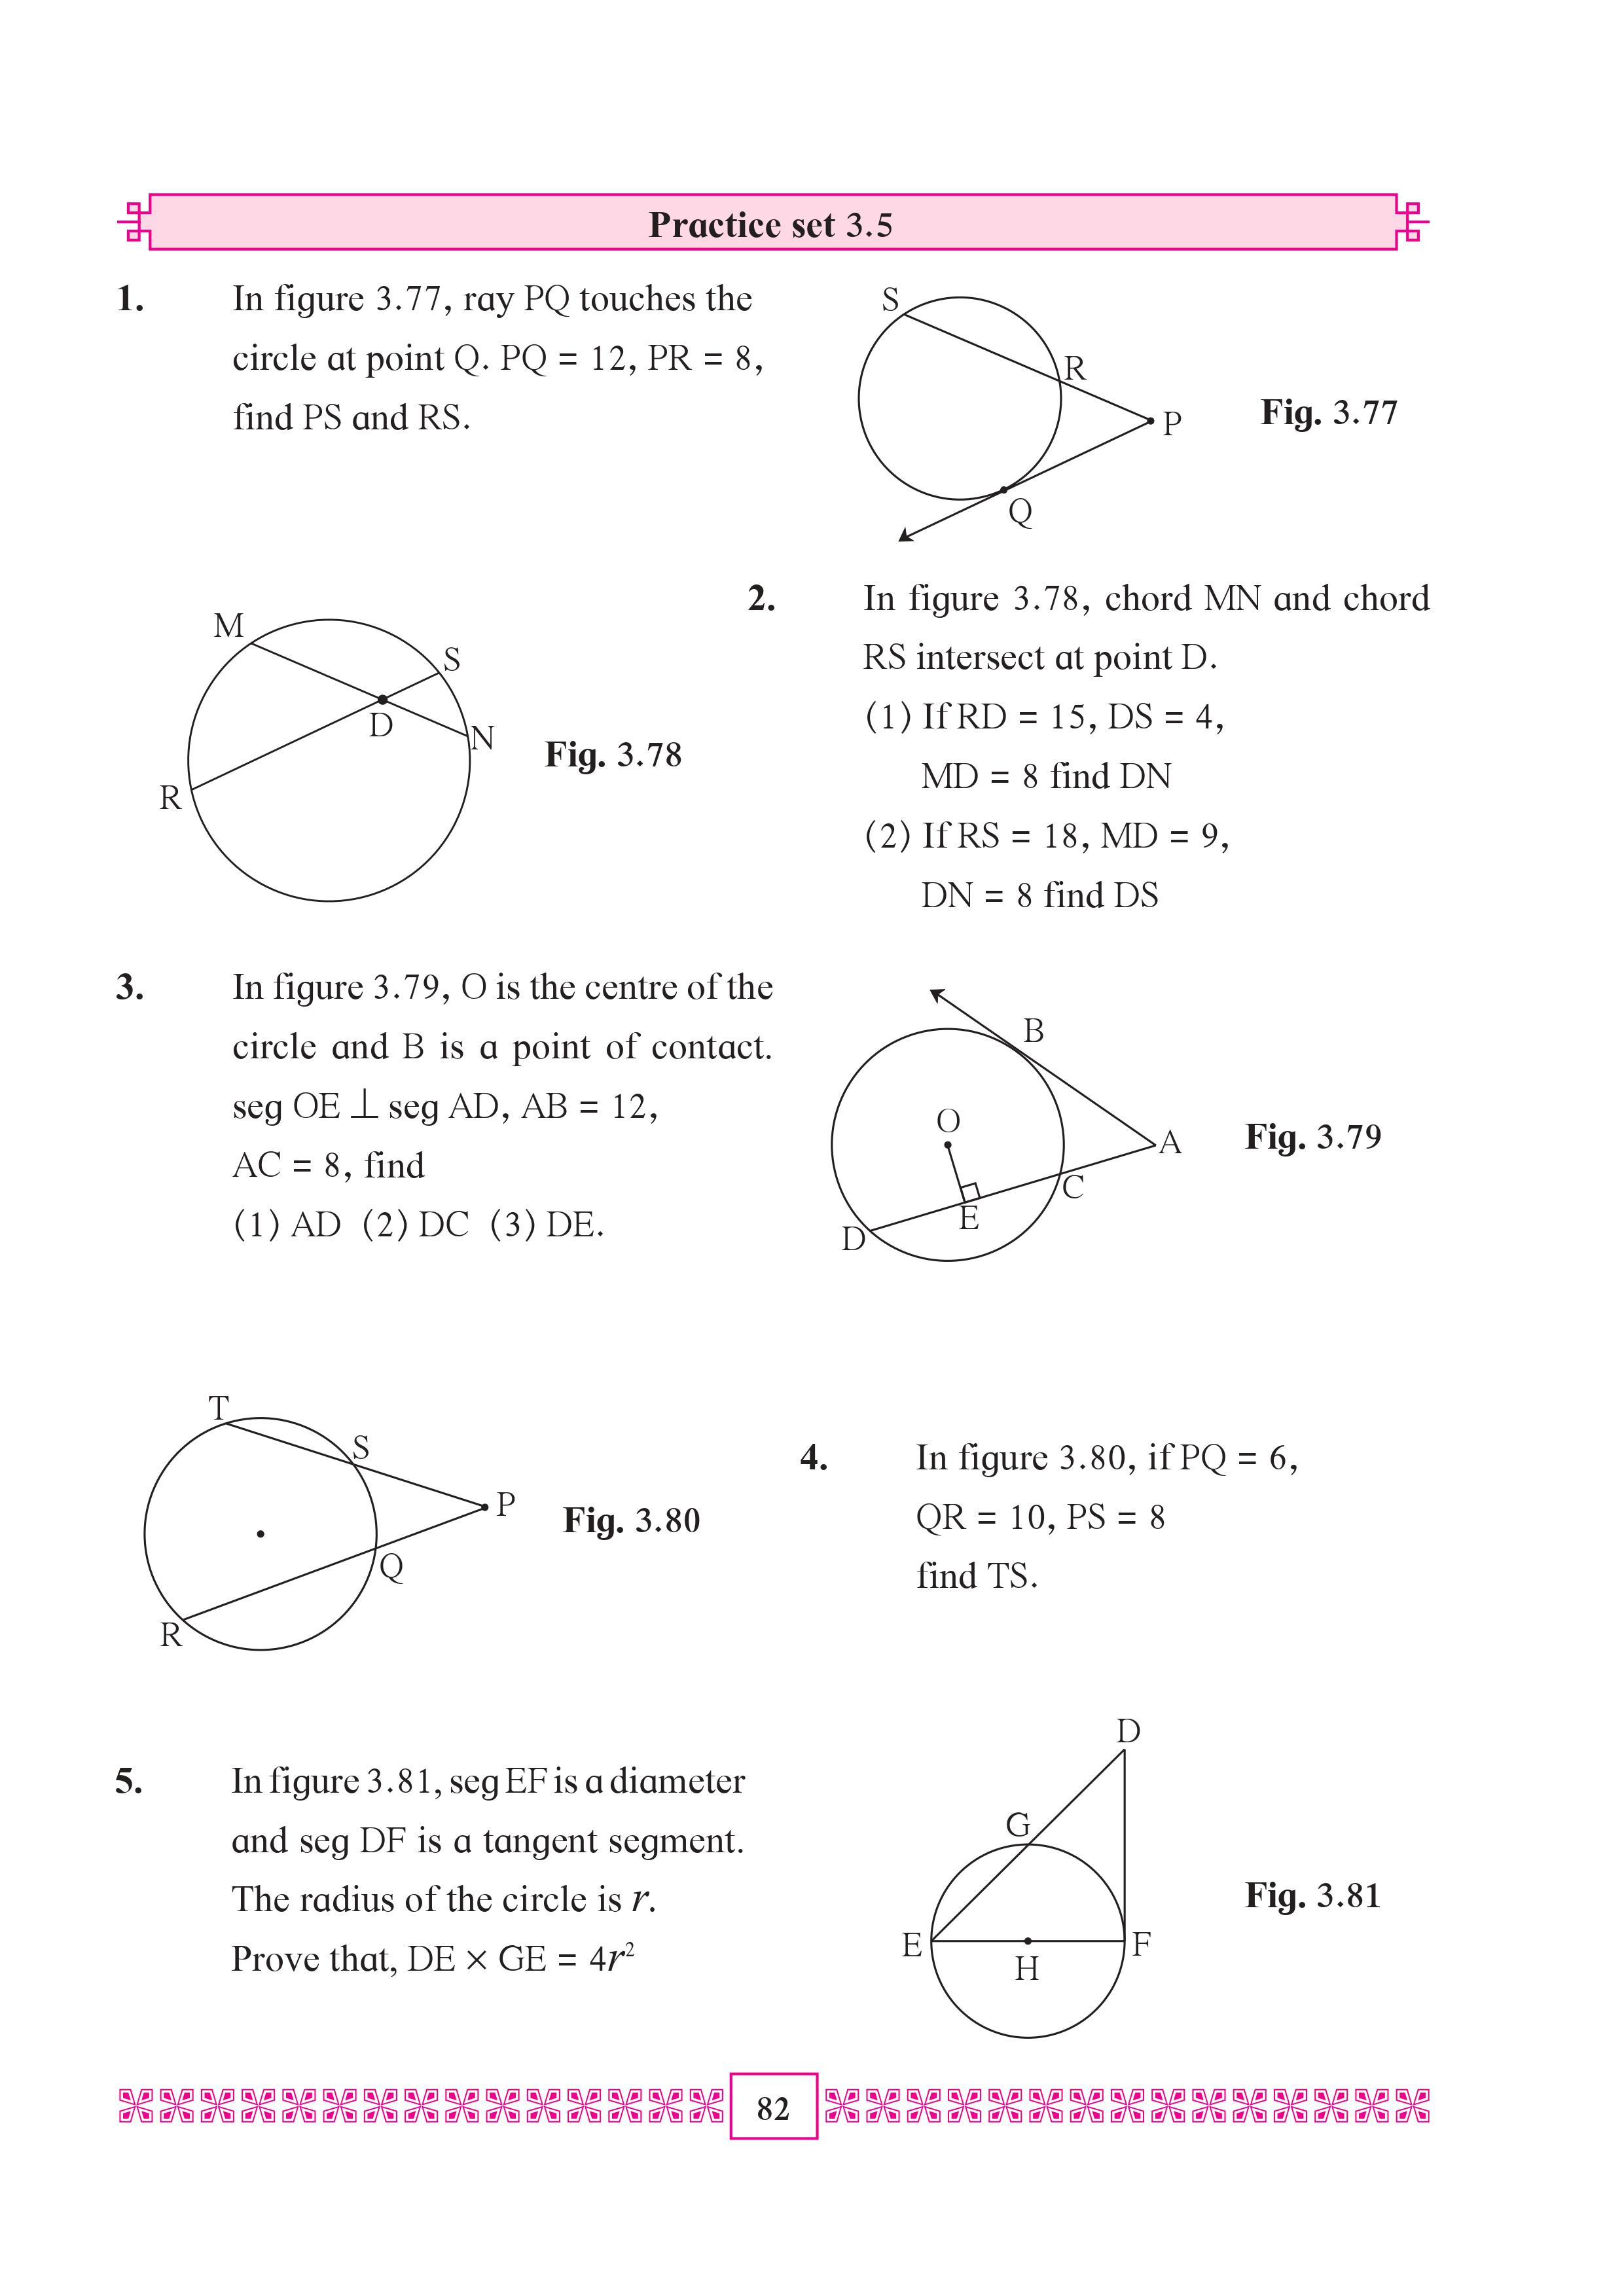 Practice set 3.5
1. In figure 3.77, ray PQ touches the
circle at point Q. PQ = 12, PR = 8,
find PS and RS.
S
R
P
Q
Fig. 3.77
M
S
D
N
R
Fig. 3.78
2. In figure 3.78, chord MN and chord
RS intersect at point D.
(1) If RD = 15, DS = 4,
MD = 8 find DN
(2) If RS = 18, MD = 9,
DN = 8 find DS
3. In figure 3.79, O is the centre of the
circle and B is a point of contact.
seg OE ⊥ seg AD, AB = 12,
AC = 8, find
(1) AD (2) DC (3) DE.
B
O
A
C
E
D
Fig. 3.79
T
S
P
Q
R
Fig. 3.80
4. In figure 3.80, if PQ = 6,
QR = 10, PS = 8
find TS.
5. In figure 3.81, seg EF is a diameter
and seg DF is a tangent segment.
The radius of the circle is r.
Prove that, DE × GE = 4r²
D
G
E
H
F
Fig. 3.81
82